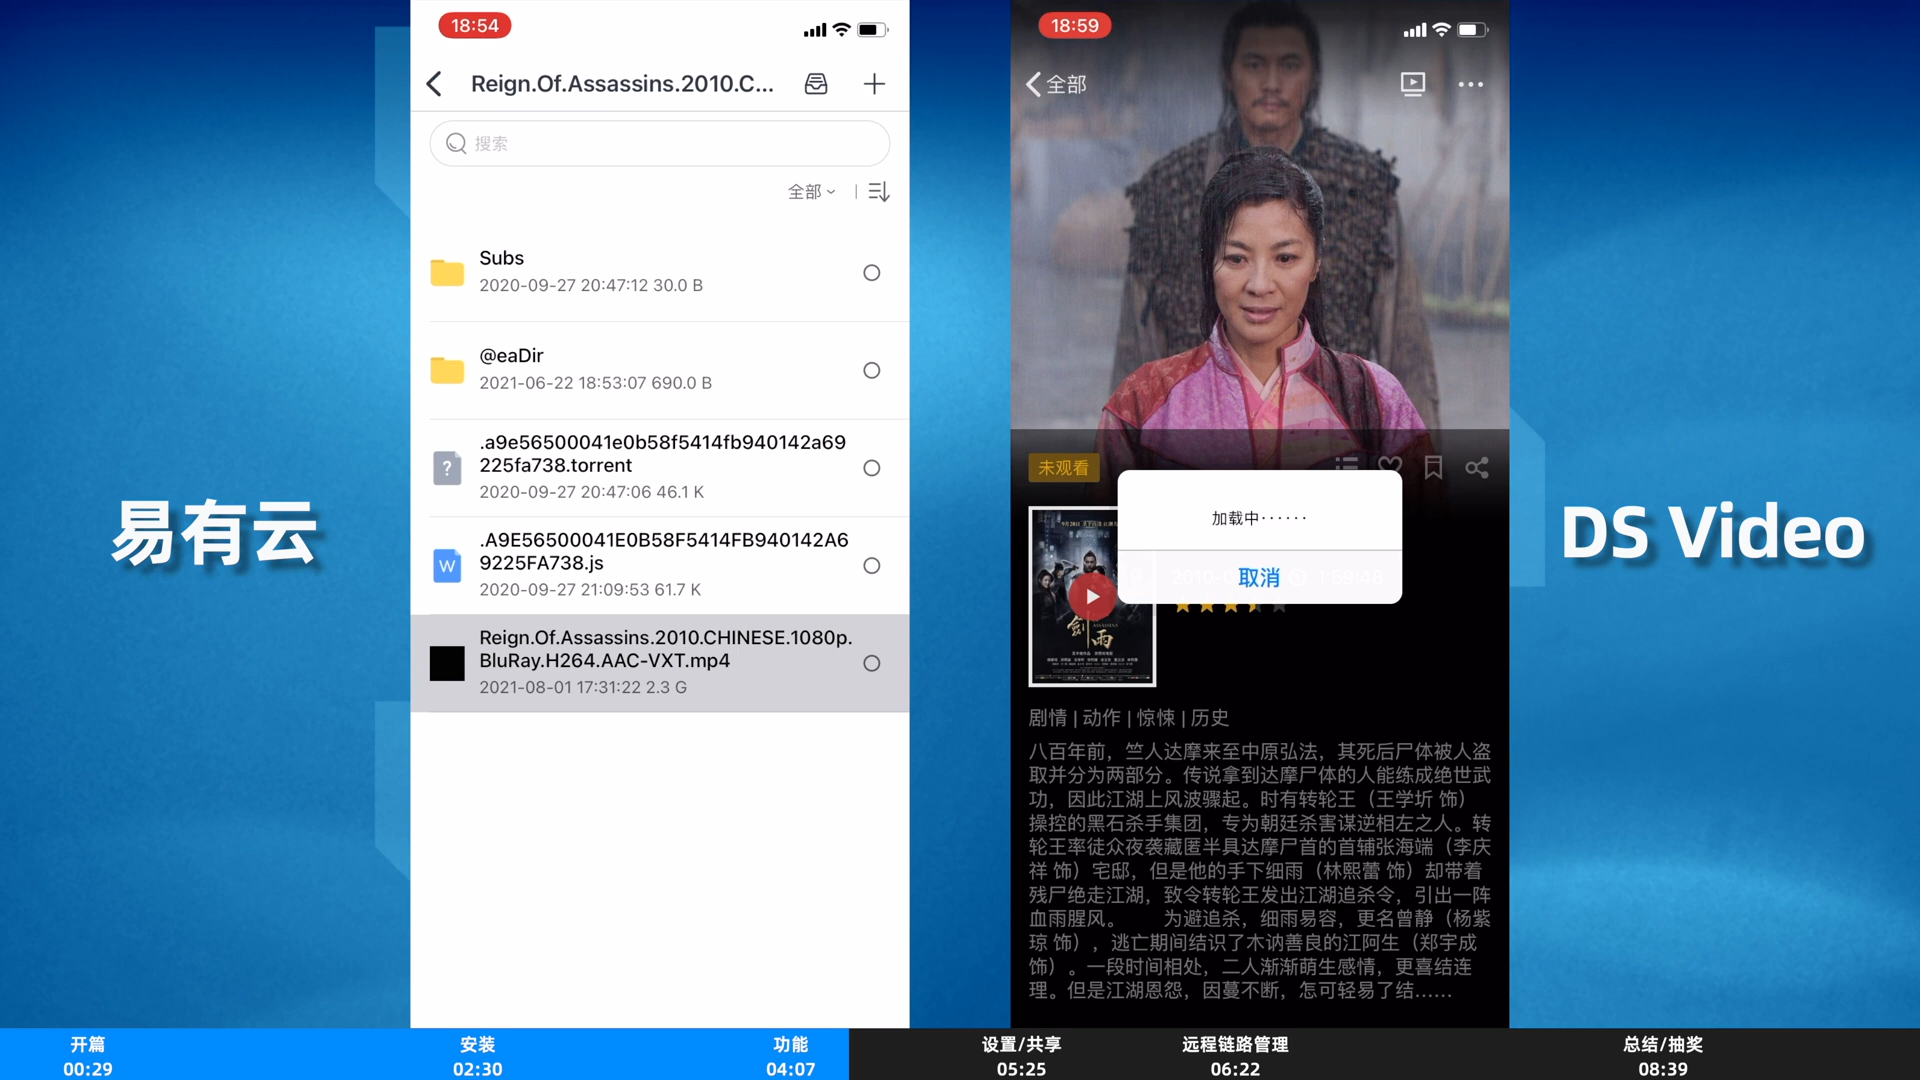 18:54
Reign.Of.Assassins.2010.C...
搜索
全部
Subs
2020-09-27 20:47:12 30.0 B
@eaDir
2021-06-22 18:53:07 690.0 B
.a9e56500041e0b58f5414fb940142a69
225fa738.torrent
2020-09-27 20:47:06 46.1 K
.A9E56500041E0B58F5414FB940142A6
9225FA738.js
2020-09-27 21:09:53 61.7 K
Reign.Of.Assassins.2010.CHINESE.1080p.
BluRay.H264.AAC-VXT.mp4
2021-08-01 17:31:22 2.3 G
W
?
易有云
18:59
全部
未观看
加载中······
取消
剑雨
剧情 | 动作 | 惊悚 | 历史
八百年前，竺人达摩来至中原弘法，其死后尸体被人盗
取并分为两部分。传说拿到达摩尸体的人能练成绝世武
功，因此江湖上风波骤起。时有转轮王（王学圻 饰）
操控的黑石杀手集团，专为朝廷杀害谋逆相左之人。转
轮王率徒众夜袭藏匿半具达摩尸首的首辅张海端（李庆
祥 饰）宅邸，但是他的手下细雨（林熙蕾 饰）却带着
残尸绝走江湖，致令转轮王发出江湖追杀令，引出一阵
血雨腥风。　　为避追杀，细雨易容，更名曾静（杨紫
琼 饰），逃亡期间结识了木讷善良的江阿生（郑宇成
饰）。一段时间相处，二人渐渐萌生感情，更喜结连
理。但是江湖恩怨，因蔓不断，怎可轻易了结......
DS Video
开篇
00:29
安装
02:30
功能
04:07
设置/共享
05:25
远程链路管理
06:22
总结/抽奖
08:39